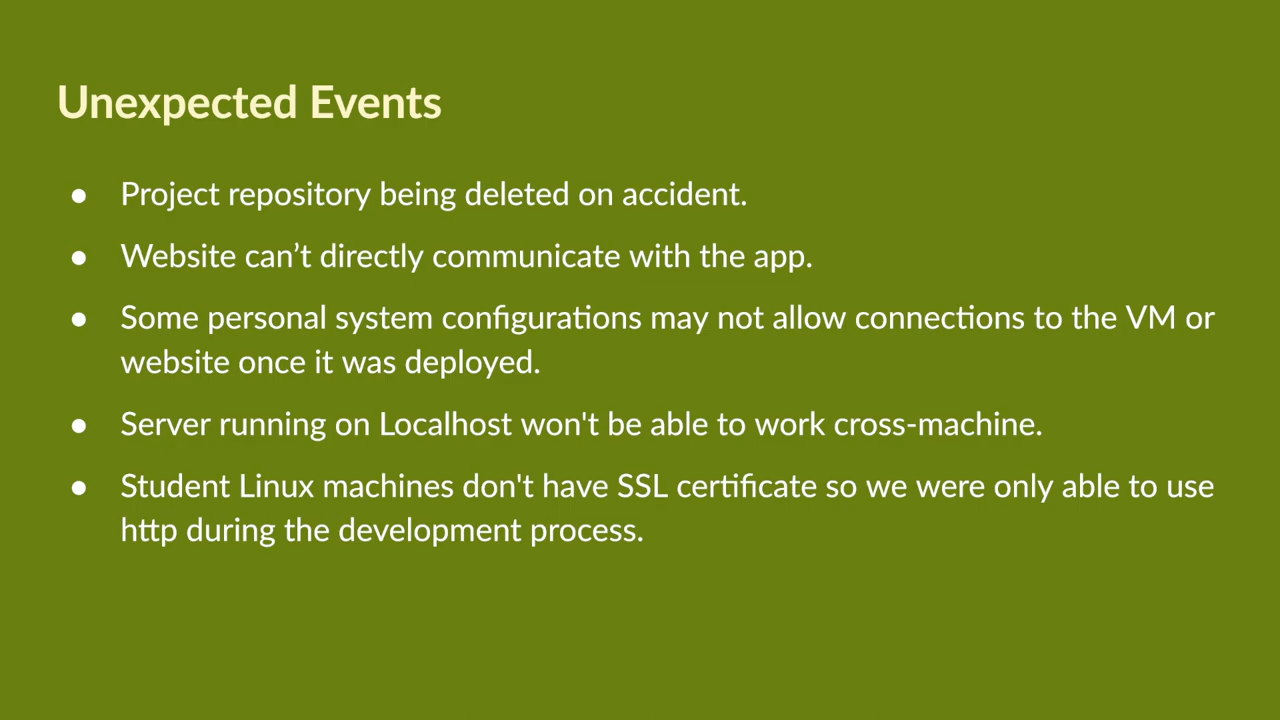 Unexpected Events
● Project repository being deleted on accident.
● Website can’t directly communicate with the app.
● Some personal system configurations may not allow connections to the VM or
website once it was deployed.
● Server running on Localhost won't be able to work cross-machine.
● Student Linux machines don't have SSL certificate so we were only able to use
http during the development process.